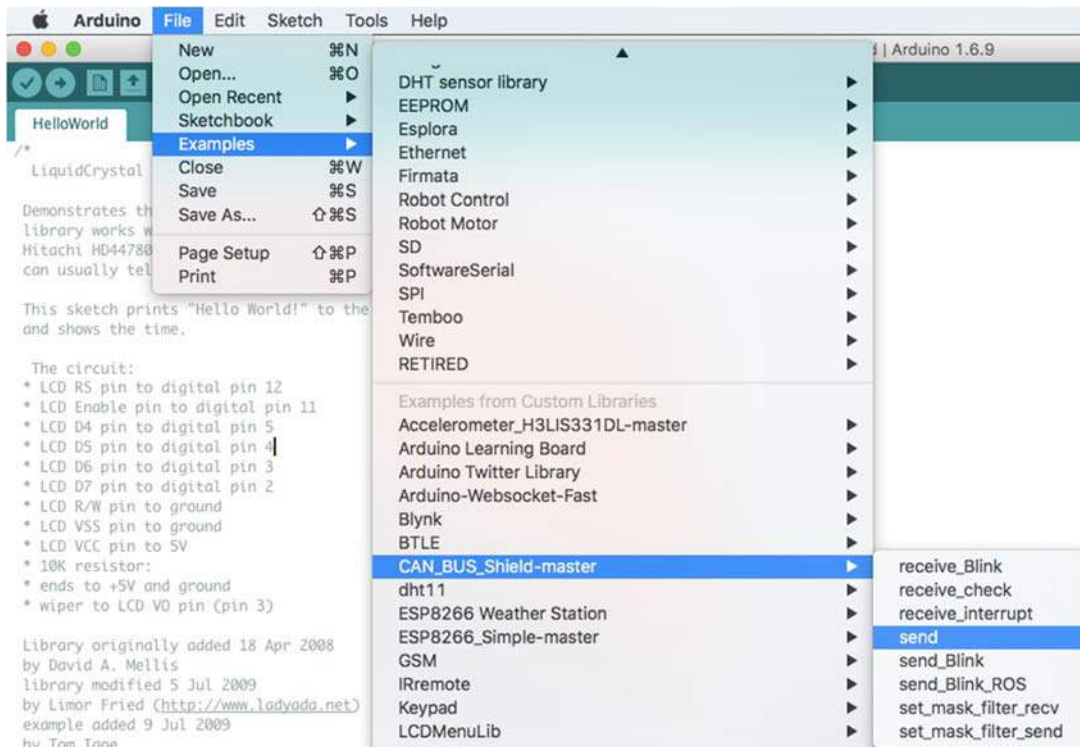 Arduino File Edit Sketch Tools Help
| Arduino 1.6.9
HelloWorld
New ⌘N
Open... ⌘O
Open Recent
Sketchbook
Examples
Close ⌘W
Save ⌘S
Save As... ⇧⌘S
Page Setup ⇧⌘P
Print ⌘P
DHT sensor library
EEPROM
Esplora
Ethernet
Firmata
Robot Control
Robot Motor
SD
SoftwareSerial
SPI
Temboo
Wire
RETIRED
Examples from Custom Libraries
Accelerometer_H3LIS331DL-master
Arduino Learning Board
Arduino Twitter Library
Arduino-Websocket-Fast
Blynk
BTLE
CAN_BUS_Shield-master
dht11
ESP8266 Weather Station
ESP8266_Simple-master
GSM
IRremote
Keypad
LCDMenuLib
receive_Blink
receive_check
receive_interrupt
send
send_Blink
send_Blink_ROS
set_mask_filter_recv
set_mask_filter_send
/*
LiquidCrystal
Demonstrates th
library works w
Hitachi HD44780
can usually tel
This sketch prints "Hello World!" to the
and shows the time.
The circuit:
* LCD RS pin to digital pin 12
* LCD Enable pin to digital pin 11
* LCD D4 pin to digital pin 5
* LCD D5 pin to digital pin 4
* LCD D6 pin to digital pin 3
* LCD D7 pin to digital pin 2
* LCD R/W pin to ground
* LCD VSS pin to ground
* LCD VCC pin to 5V
* 10K resistor:
* ends to +5V and ground
* wiper to LCD VO pin (pin 3)
Library originally added 18 Apr 2008
by David A. Mellis
library modified 5 Jul 2009
by Limor Fried (http://www.ladyada.net)
example added 9 Jul 2009
by Tom Igoe